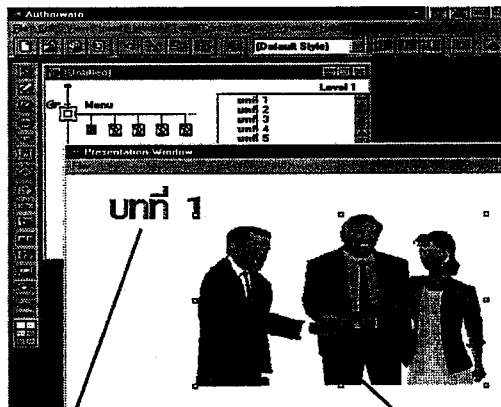 Authorware
(Default Style)
[Untitled]
Level 1
Menu
บทที่ 1
บทที่ 2
บทที่ 3
บทที่ 4
บทที่ 5
Presentation Window
บทที่ 1